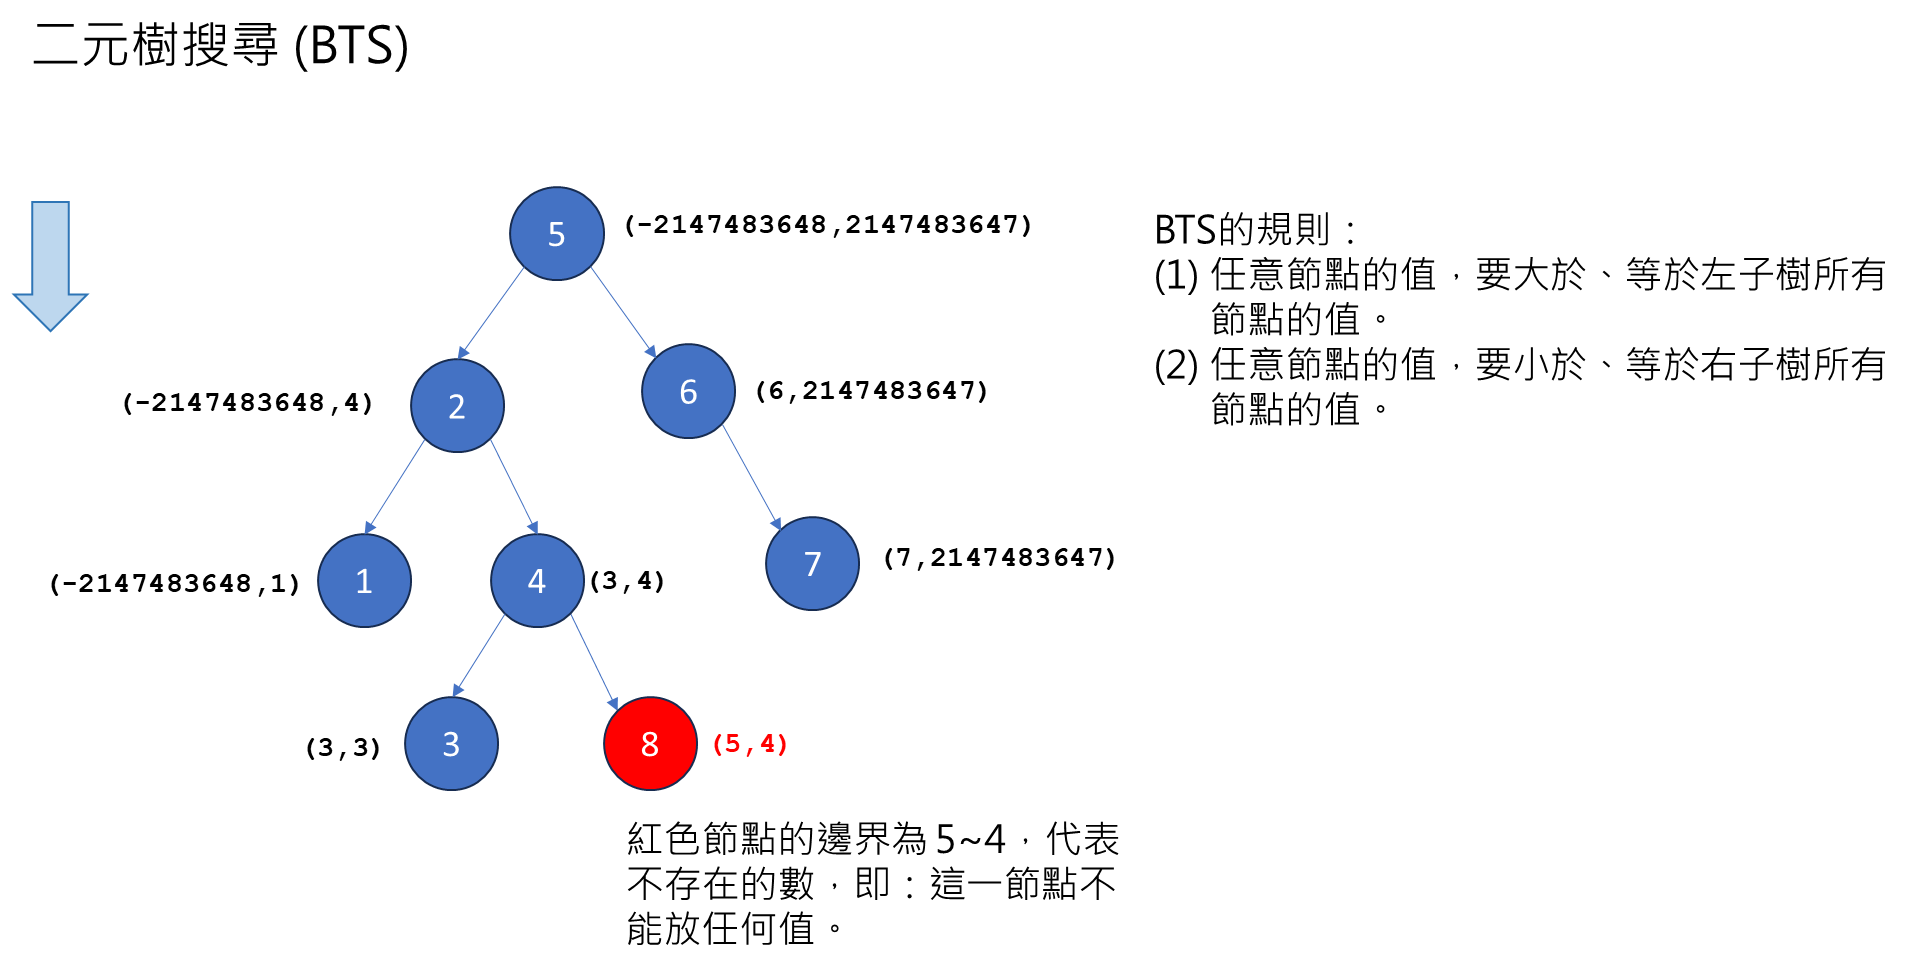 二元樹搜尋 (BTS)
5
(-2147483648,2147483647)
BTS的規則：
(1) 任意節點的值，要大於、等於左子樹所有
節點的值。
(2) 任意節點的值，要小於、等於右子樹所有
節點的值。
(-2147483648,4)
2
6
(6,2147483647)
(-2147483648,1)
1
4
(3,4)
7
(7,2147483647)
(3,3)
3
8
(5,4)
紅色節點的邊界為 5~4，代表
不存在的數，即：這一節點不
能放任何值。